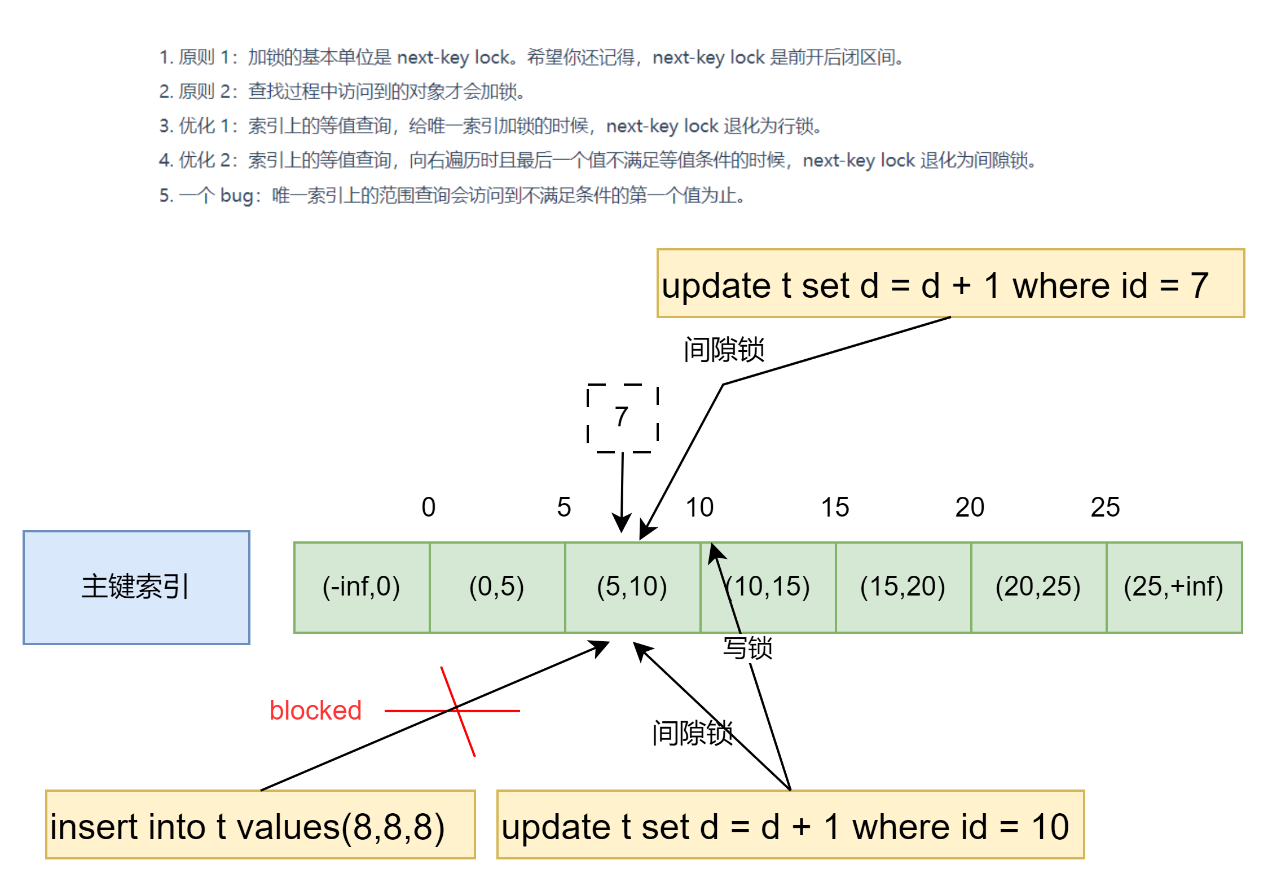 1. 原则 1：加锁的基本单位是 next-key lock。希望你还记得，next-key lock 是前开后闭区间。
2. 原则 2：查找过程中访问到的对象才会加锁。
3. 优化 1：索引上的等值查询，给唯一索引加锁的时候，next-key lock 退化为行锁。
4. 优化 2：索引上的等值查询，向右遍历时且最后一个值不满足等值条件的时候，next-key lock 退化为间隙锁。
5. 一个 bug：唯一索引上的范围查询会访问到不满足条件的第一个值为止。
update t set d = d + 1 where id = 7
间隙锁
7
0 5 10 15 20 25
主键索引 (-inf,0) (0,5) (5,10) (10,15) (15,20) (20,25) (25,+inf)
写锁
blocked
间隙锁
insert into t values(8,8,8)
update t set d = d + 1 where id = 10